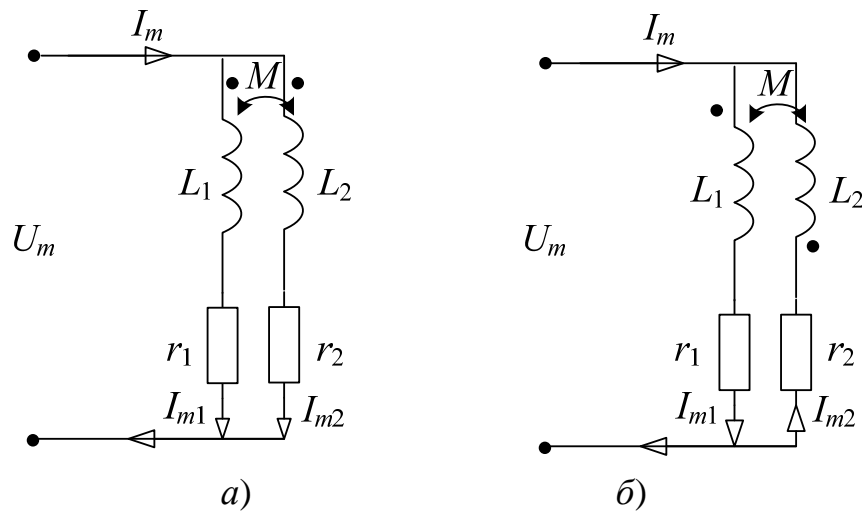 I_m
M
L_1
L_2
U_m
r_1
r_2
I_m1
I_m2
а)
I_m
M
L_1
L_2
U_m
r_1
r_2
I_m1
I_m2
б)